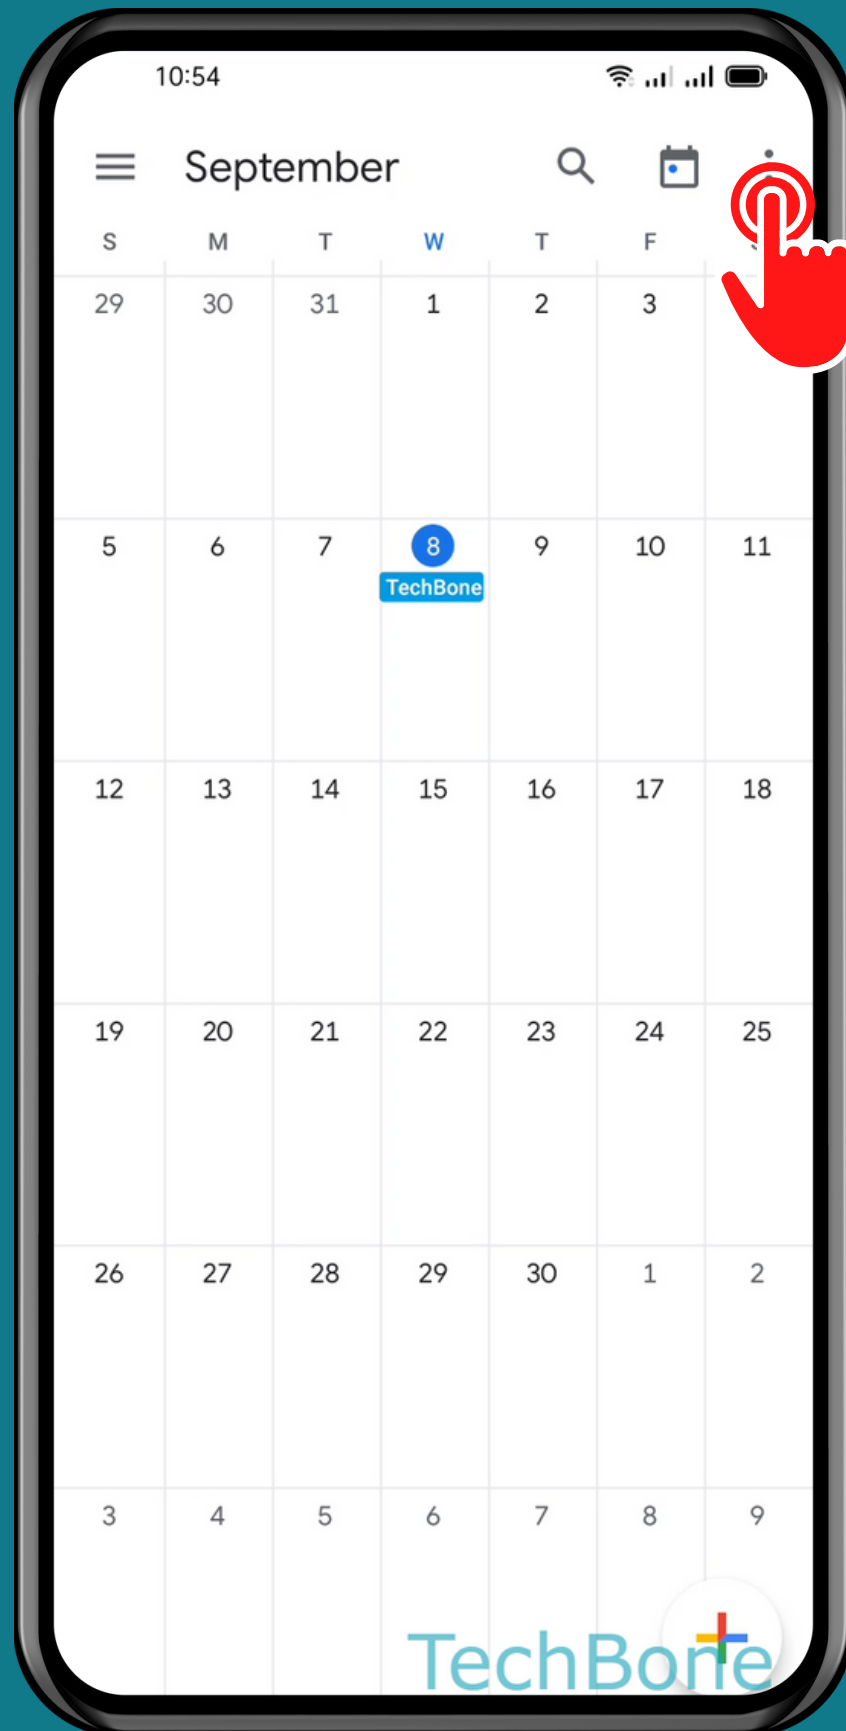 10:54
September
S M T W T F
29 30 31 1 2 3
5 6 7 8 9 10 11
TechBone
12 13 14 15 16 17 18
19 20 21 22 23 24 25
26 27 28 29 30 1 2
3 4 5 6 7 8 9
TechBone